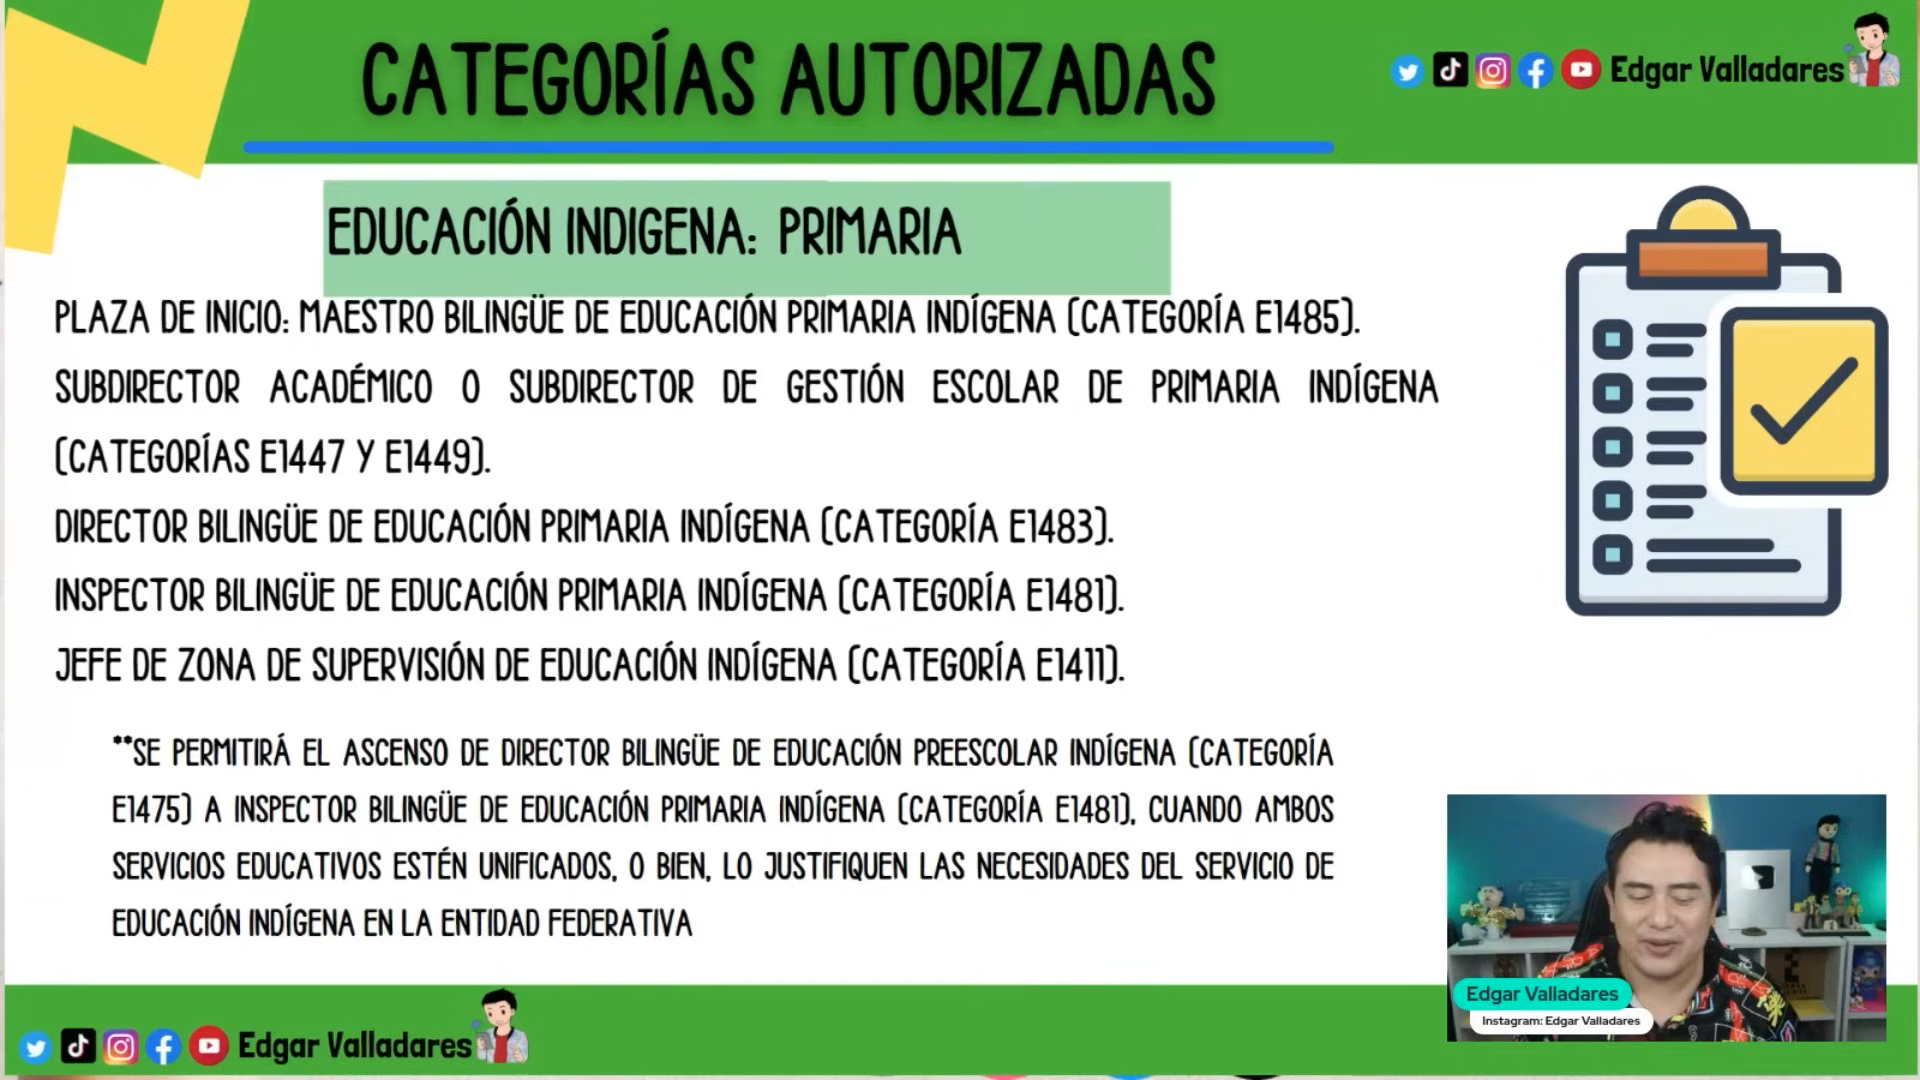 CATEGORÍAS AUTORIZADAS
Edgar Valladares
EDUCACIÓN INDIGENA: PRIMARIA
PLAZA DE INICIO: MAESTRO BILINGÜE DE EDUCACIÓN PRIMARIA INDÍGENA (CATEGORÍA E1485).
SUBDIRECTOR ACADÉMICO O SUBDIRECTOR DE GESTIÓN ESCOLAR DE PRIMARIA INDÍGENA
(CATEGORÍAS E1447 Y E1449).
DIRECTOR BILINGÜE DE EDUCACIÓN PRIMARIA INDÍGENA (CATEGORÍA E1483).
INSPECTOR BILINGÜE DE EDUCACIÓN PRIMARIA INDÍGENA (CATEGORÍA E1481).
JEFE DE ZONA DE SUPERVISIÓN DE EDUCACIÓN INDÍGENA (CATEGORÍA E1411).
**SE PERMITIRÁ EL ASCENSO DE DIRECTOR BILINGÜE DE EDUCACIÓN PREESCOLAR INDÍGENA (CATEGORÍA
E1475) A INSPECTOR BILINGÜE DE EDUCACIÓN PRIMARIA INDÍGENA (CATEGORÍA E1481), CUANDO AMBOS
SERVICIOS EDUCATIVOS ESTÉN UNIFICADOS, O BIEN, LO JUSTIFIQUEN LAS NECESIDADES DEL SERVICIO DE
EDUCACIÓN INDÍGENA EN LA ENTIDAD FEDERATIVA
Edgar Valladares
Instagram: Edgar Valladares
Edgar Valladares